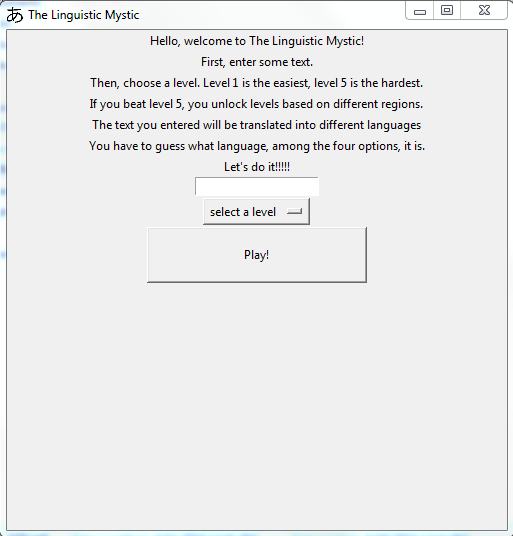 あ The Linguistic Mystic
Hello, welcome to The Linguistic Mystic!
First, enter some text.
Then, choose a level. Level 1 is the easiest, level 5 is the hardest.
If you beat level 5, you unlock levels based on different regions.
The text you entered will be translated into different languages
You have to guess what language, among the four options, it is.
Let's do it!!!!!
select a level
Play!